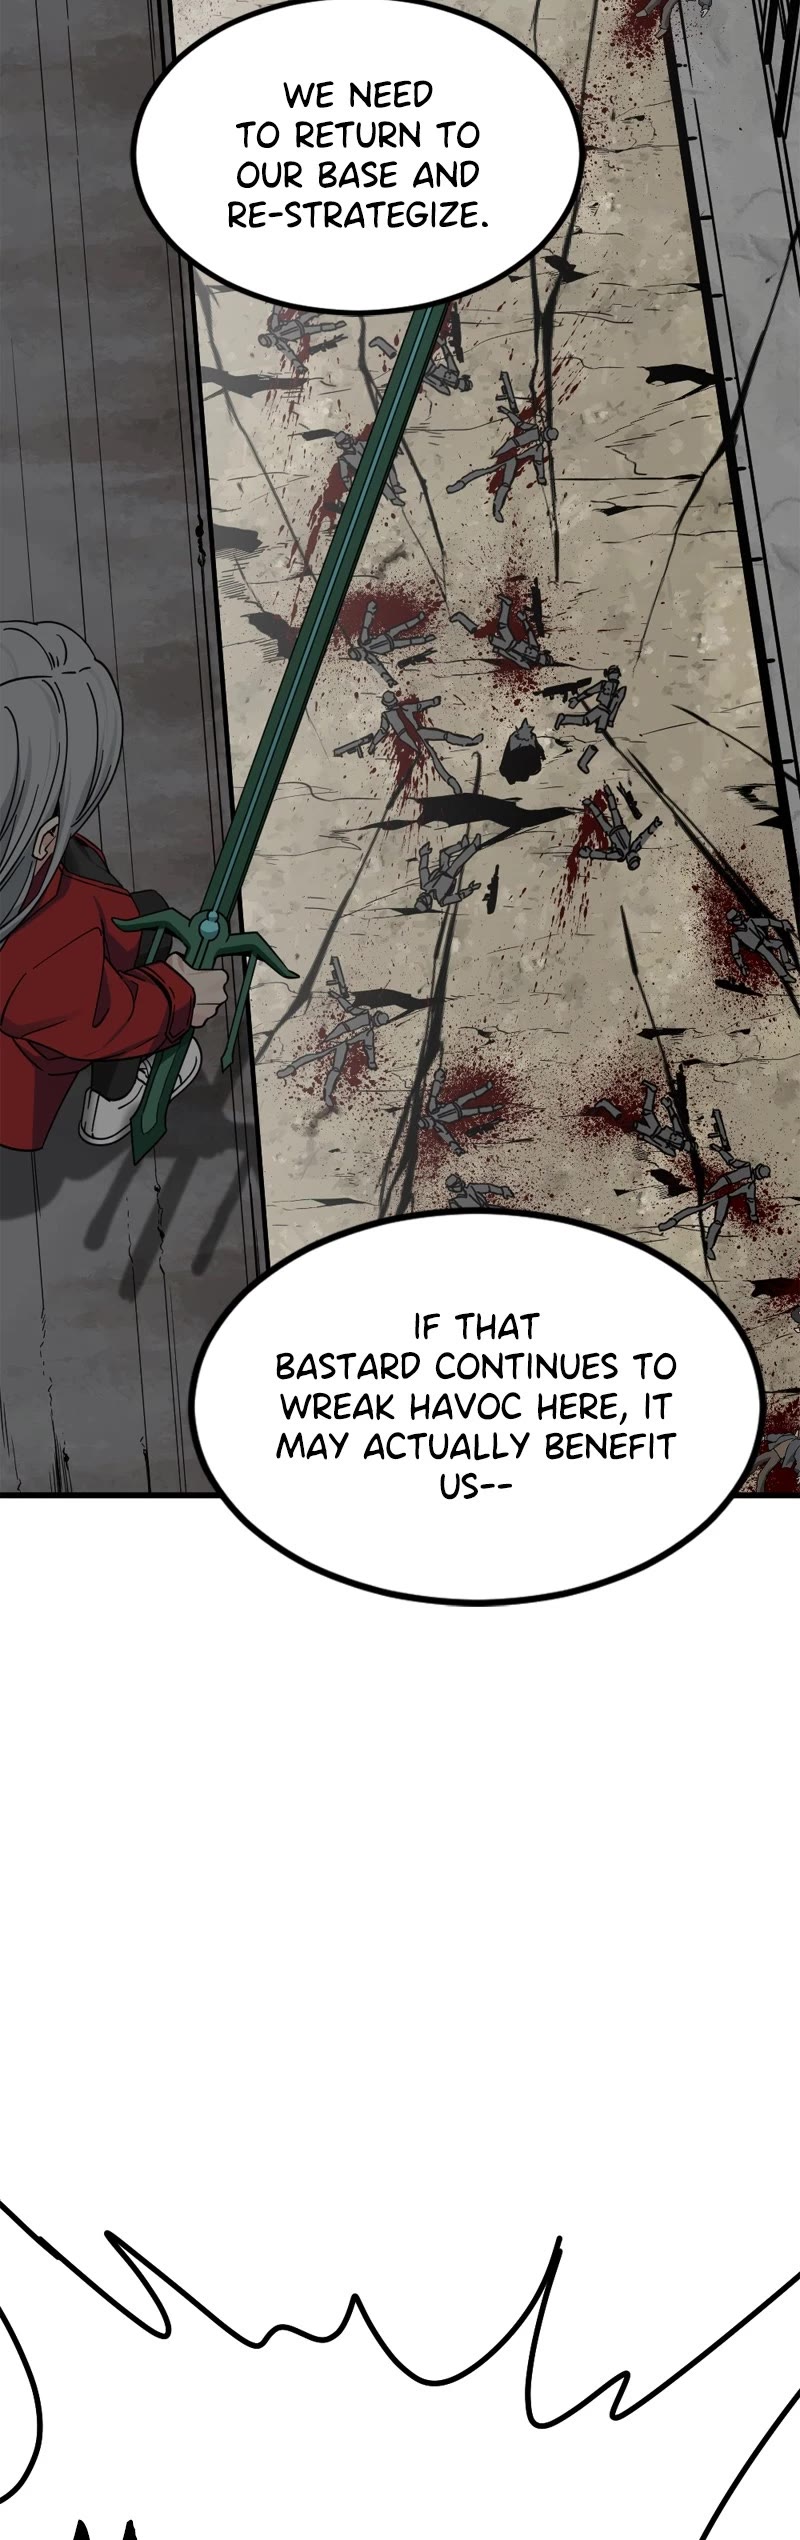 WE NEED
TO RETURN TO
OUR BASE AND
RE-STRATEGIZE.
IF THAT
BASTARD CONTINUES TO
WREAK HAVOC HERE, IT
MAY ACTUALLY BENEFIT
US--